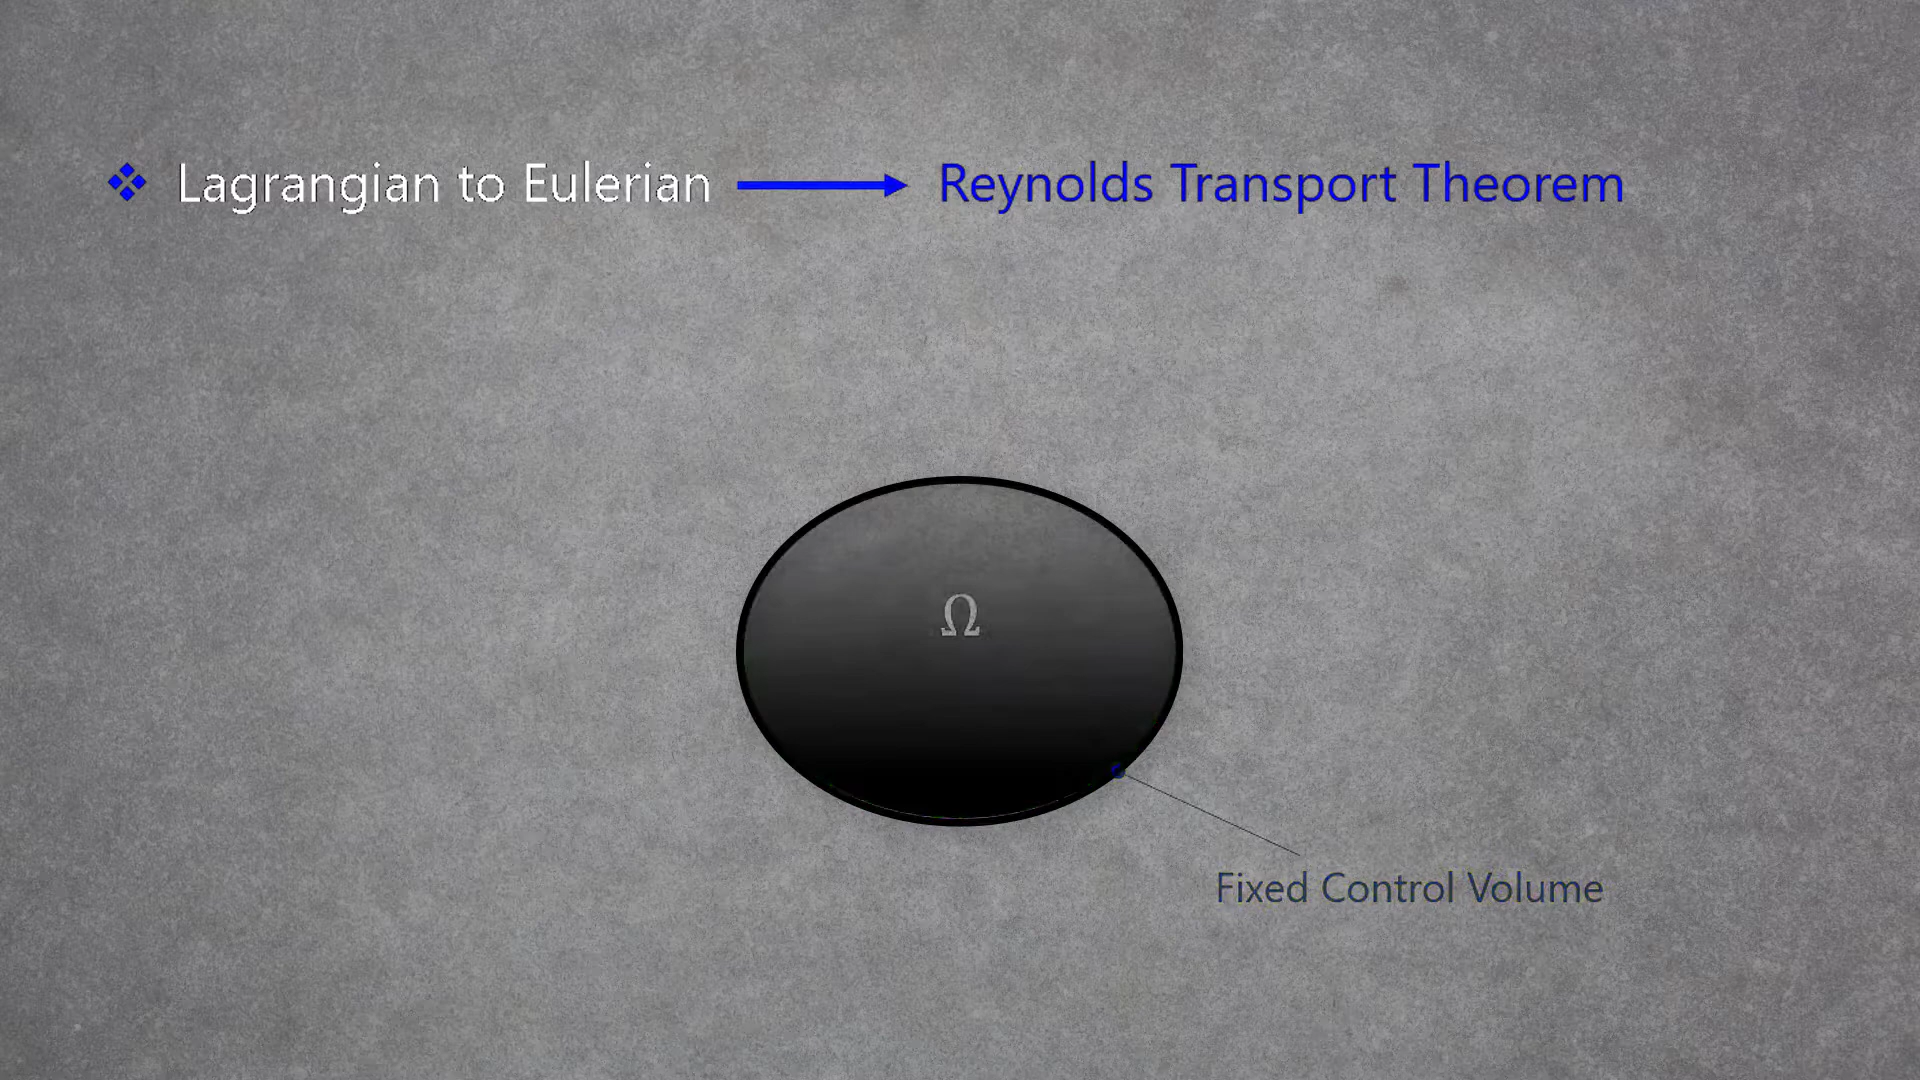 Lagrangian to Eulerian Reynolds Transport Theorem
Ω
Fixed Control Volume